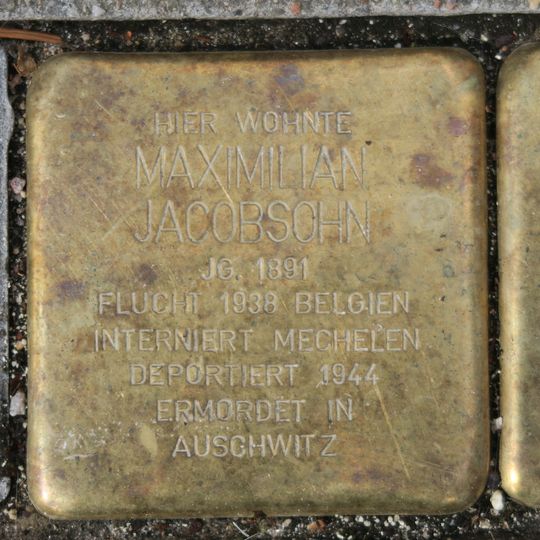 HIER WOHNTE
MAXIMILIAN
JACOBSOHN
JG. 1891
FLUCHT 1938 BELGIEN
INTERNIERT MECHELEN
DEPORTIERT 1944
ERMORDET IN
AUSCHWITZ